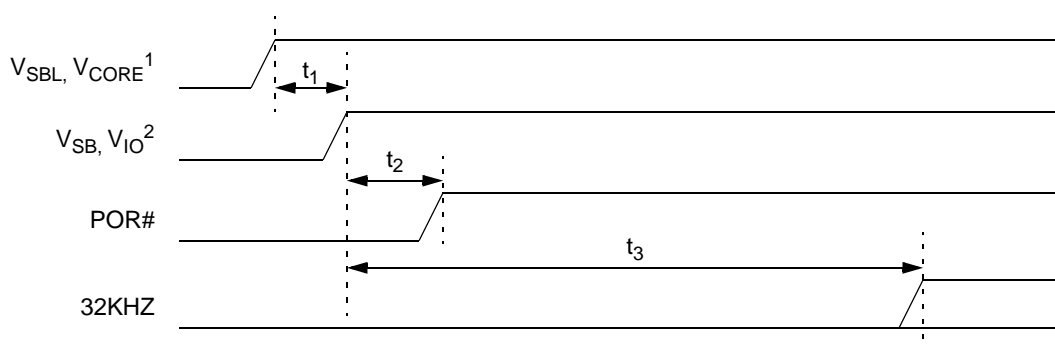 V_SBL, V_CORE^1
t_1
V_SB, V_IO^2
t_2
POR#
t_3
32KHZ